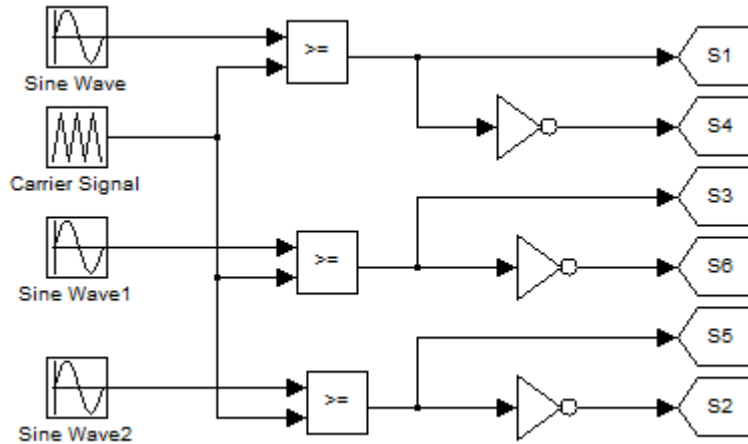 >=
S1
Sine Wave
S4
Carrier Signal
S3
>=
S6
Sine Wave1
S5
>=
S2
Sine Wave2